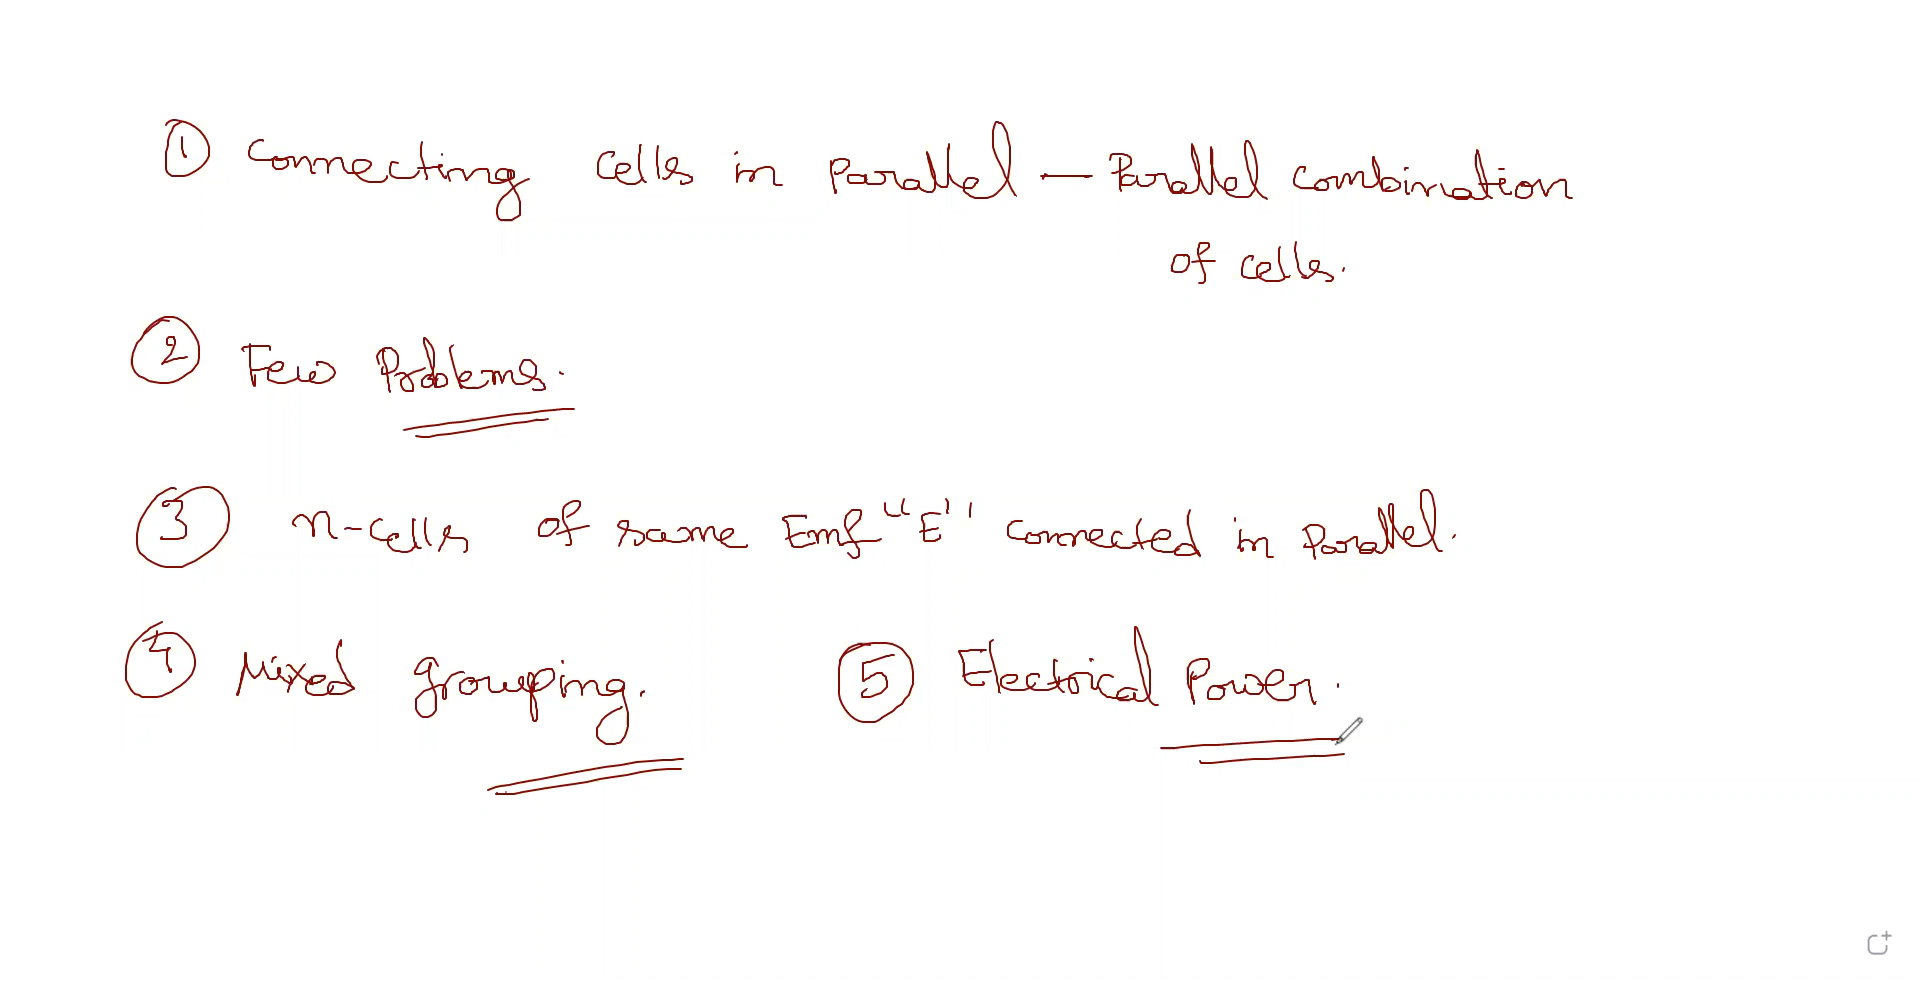 ① Connecting cells in parallel — Parallel combination
of cells.
② Few Problems.
③ n-cells of same Emf "E" connected in parallel.
④ Mixed grouping. ⑤ Electrical Power.